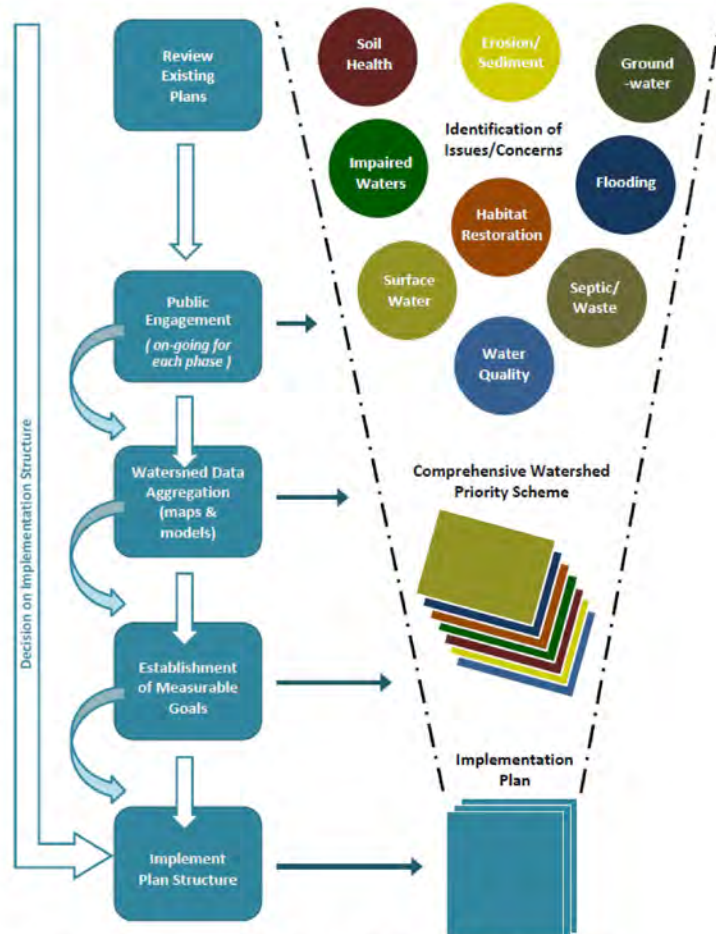 Review
Existing
Plans
Public
Engagement
( on-going for
each phase )
Watershed Data
Aggregation
(maps &
models)
Establishment
of Measurable
Goals
Implement
Plan Structure
Decision on Implementation Structure
Soil
Health
Erosion/
Sediment
Ground
-water
Identification of
Issues/Concerns
Impaired
Waters
Flooding
Habitat
Restoration
Surface
Water
Septic/
Waste
Water
Quality
Comprehensive Watershed
Priority Scheme
Implementation
Plan